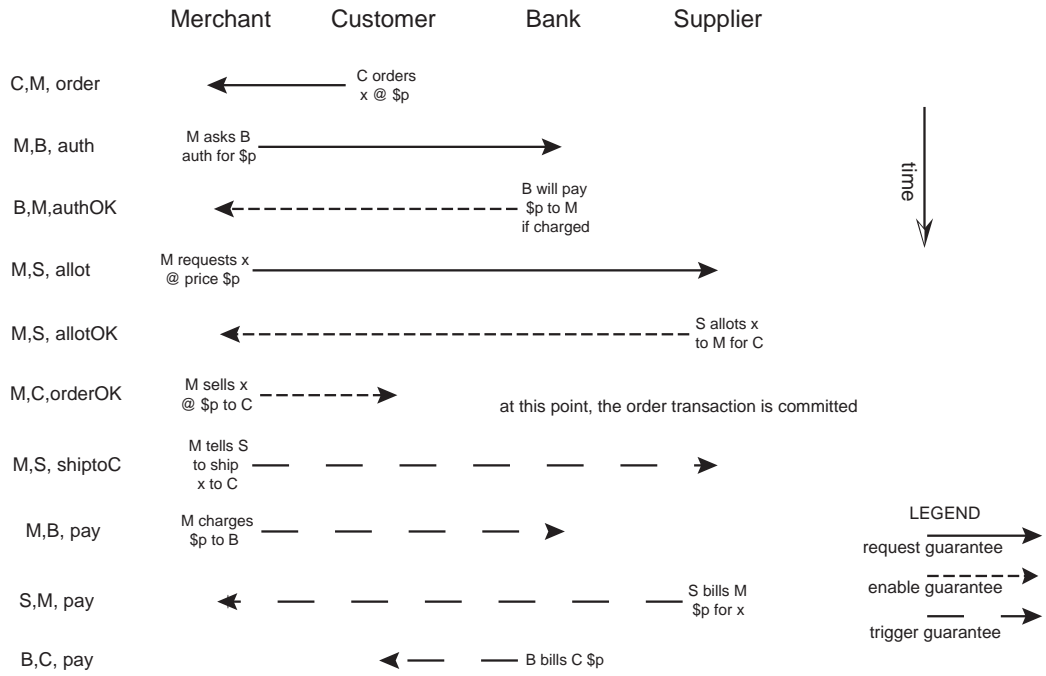 Merchant Customer Bank Supplier
C,M, order
C orders
x @ $p
M,B, auth
M asks B
auth for $p
time
B,M,authOK
B will pay
$p to M
if charged
M,S, allot
M requests x
@ price $p
M,S, allotOK
S allots x
to M for C
M,C,orderOK
M sells x
@ $p to C
at this point, the order transaction is committed
M,S, shiptoC
M tells S
to ship
x to C
M,B, pay
M charges
$p to B
S,M, pay
S bills M
$p for x
B,C, pay
B bills C $p
LEGEND
request guarantee
enable guarantee
trigger guarantee